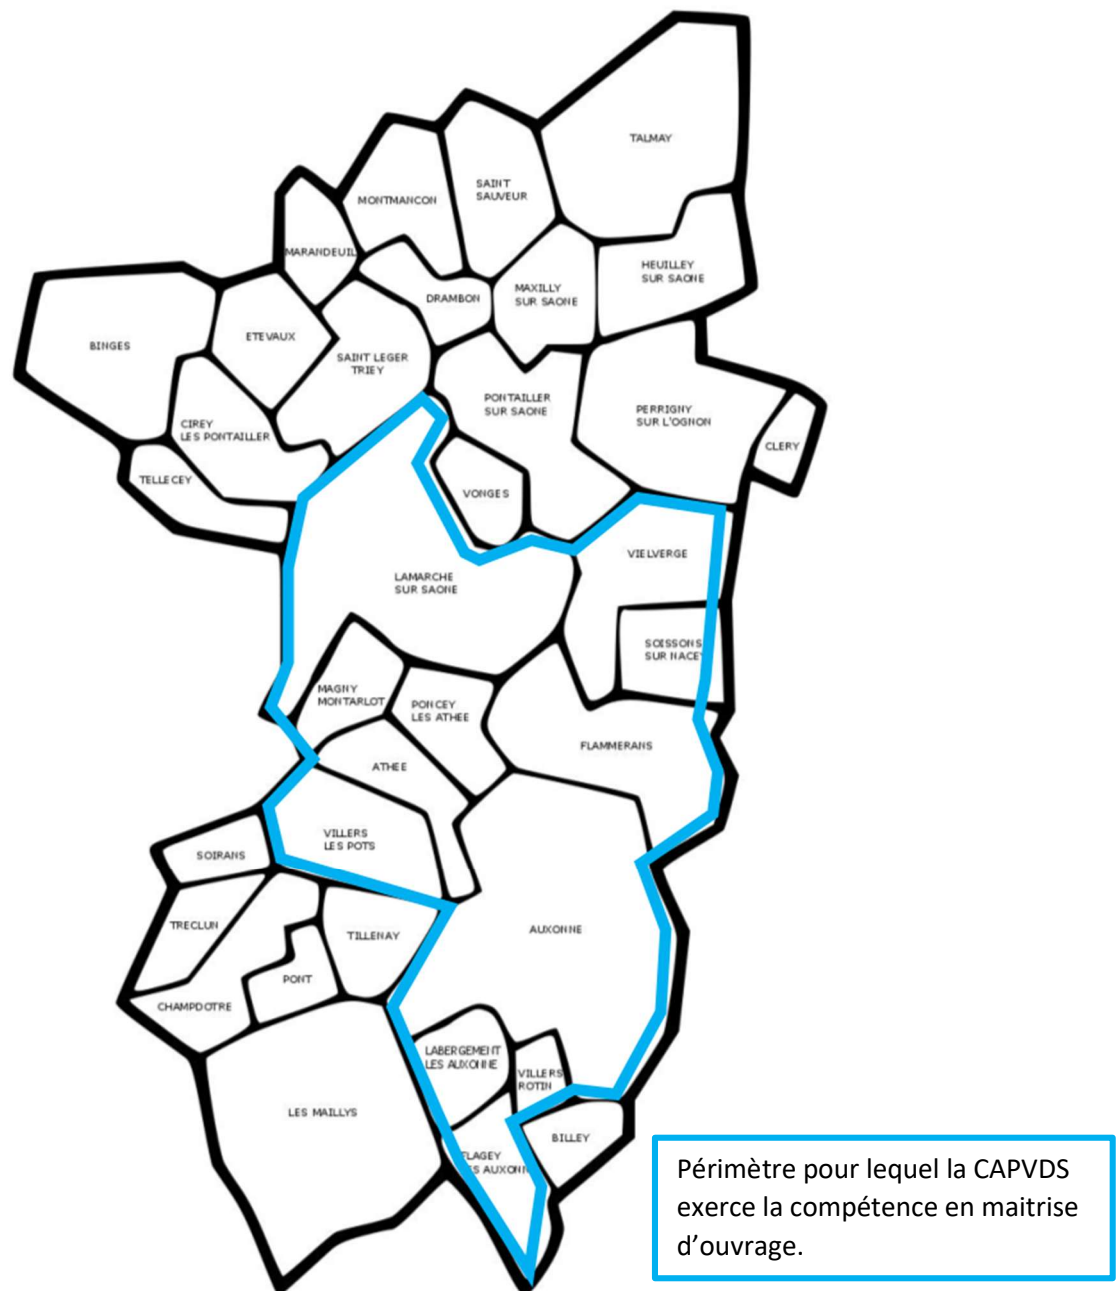 TALMAY
SAINT
SAUVEUR
MONTMANCON
MARANDEUIL
HEUILLEY
SUR SAONE
MAXILLY
SUR SAONE
DRAMBON
BINGES
ETEVAUX
SAINT LEGER
TRIEY
PONTAILLER
SUR SAONE
PERRIGNY
SUR L'OGNON
CLERY
CIREY
LES PONTAILLER
TELLECEY
VONGES
VIELVERGE
LAMARCHE
SUR SAONE
SOISSONS
SUR NACEY
MAGNY
MONTARLOT
PONCEY
LES ATHEE
FLAMMERANS
ATHEE
VILLERS
LES POTS
SOIRANS
TRECLUN
TILLENAY
AUXONNE
PONT
CHAMPDOTRE
LABERGEMENT
LES AUXONNE
VILLERS
ROTIN
LES MAILLYS
BILLEY
FLAGEY
LES AUXONNE
Périmètre pour lequel la CAPVDS
exerce la compétence en maitrise
d'ouvrage.